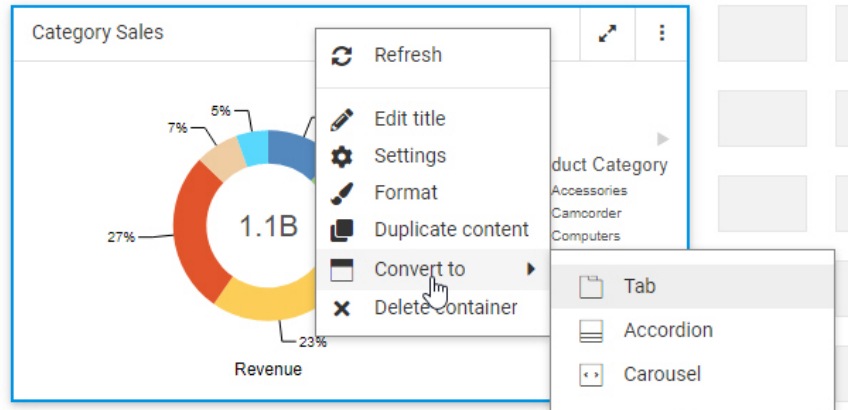 Category Sales
Refresh
Edit title
Settings
Format
Duplicate content
Convert to
Delete container
5%
7%
27%
1.1B
23%
Revenue
duct Category
Accessories
Camcorder
Computers
Tab
Accordion
Carousel